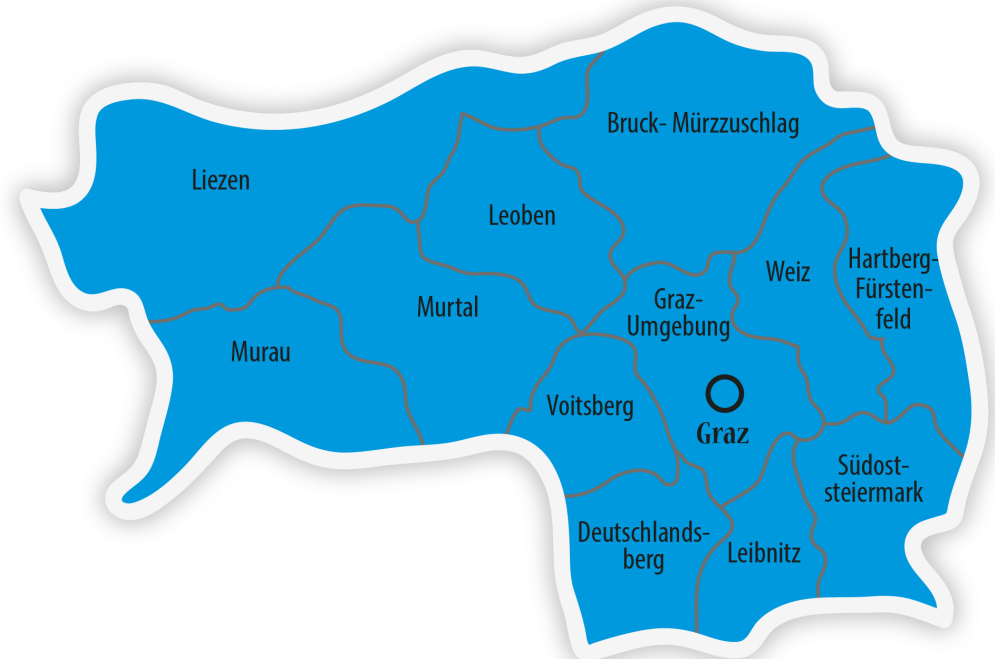 Bruck- Mürzzuschlag
Liezen
Leoben
Hartberg-
Fürsten-
feld
Weiz
Graz-
Umgebung
Murtal
Murau
Voitsberg
Graz
Südost-
steiermark
Deutschlands-
berg
Leibnitz